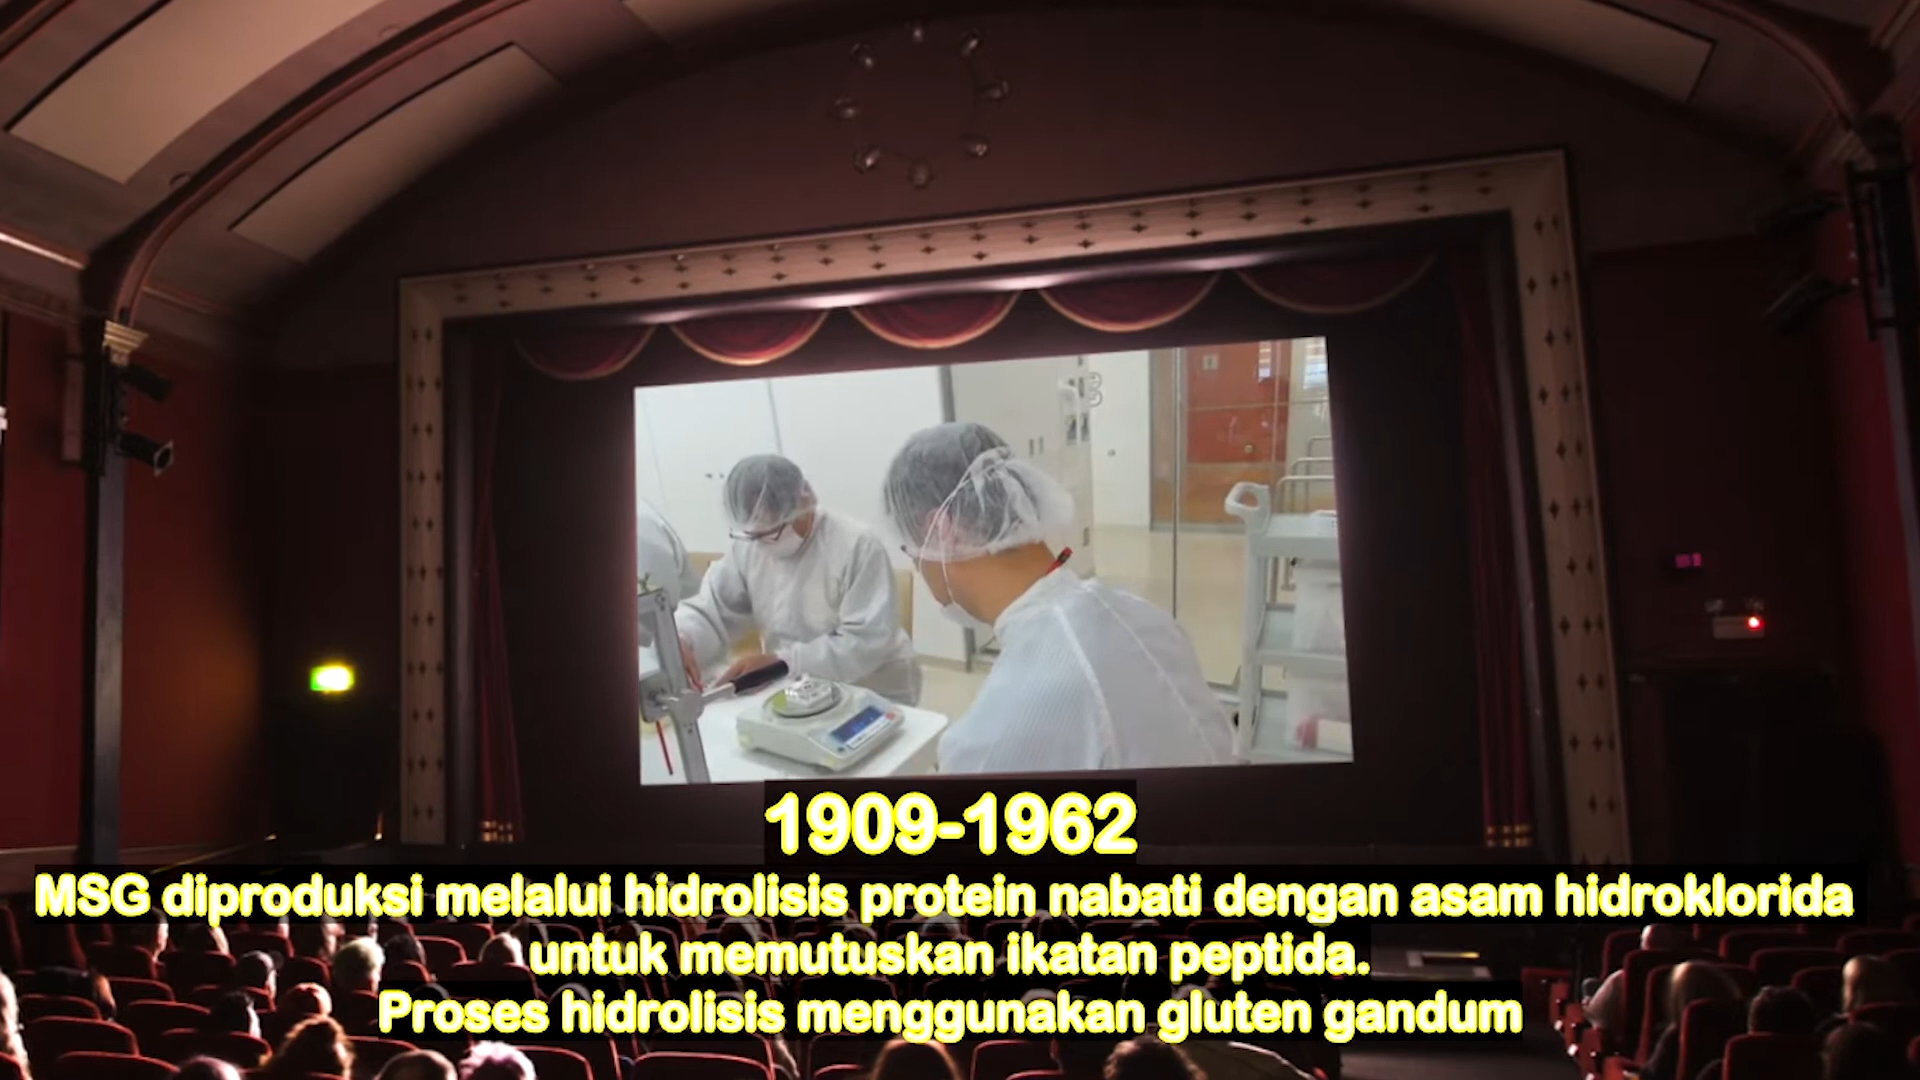 1909-1962
MSG diproduksi melalui hidrolisis protein nabati dengan asam hidroklorida
untuk memutuskan ikatan peptida.
Proses hidrolisis menggunakan gluten gandum